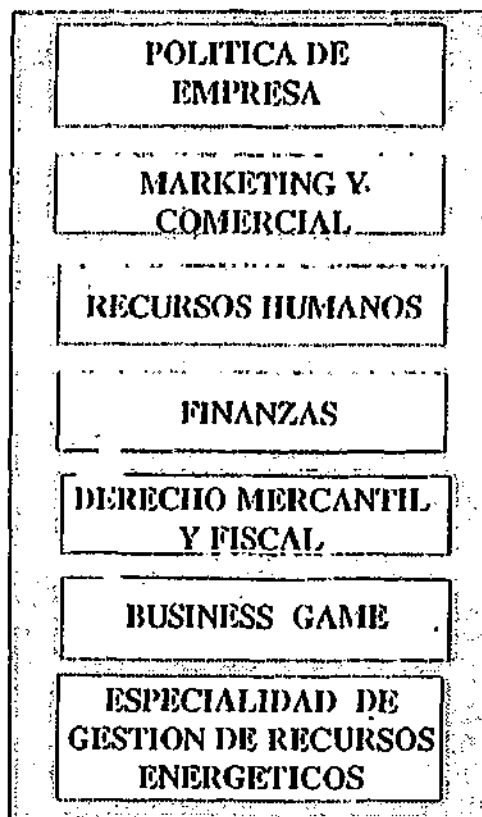 POLITICA DE
EMPRESA
MARKETING Y
COMERCIAL
RECURSOS HUMANOS
FINANZAS
DERECHO MERCANTIL
Y FISCAL
BUSINESS GAME
ESPECIALIDAD DE
GESTION DE RECURSOS
ENERGETICOS